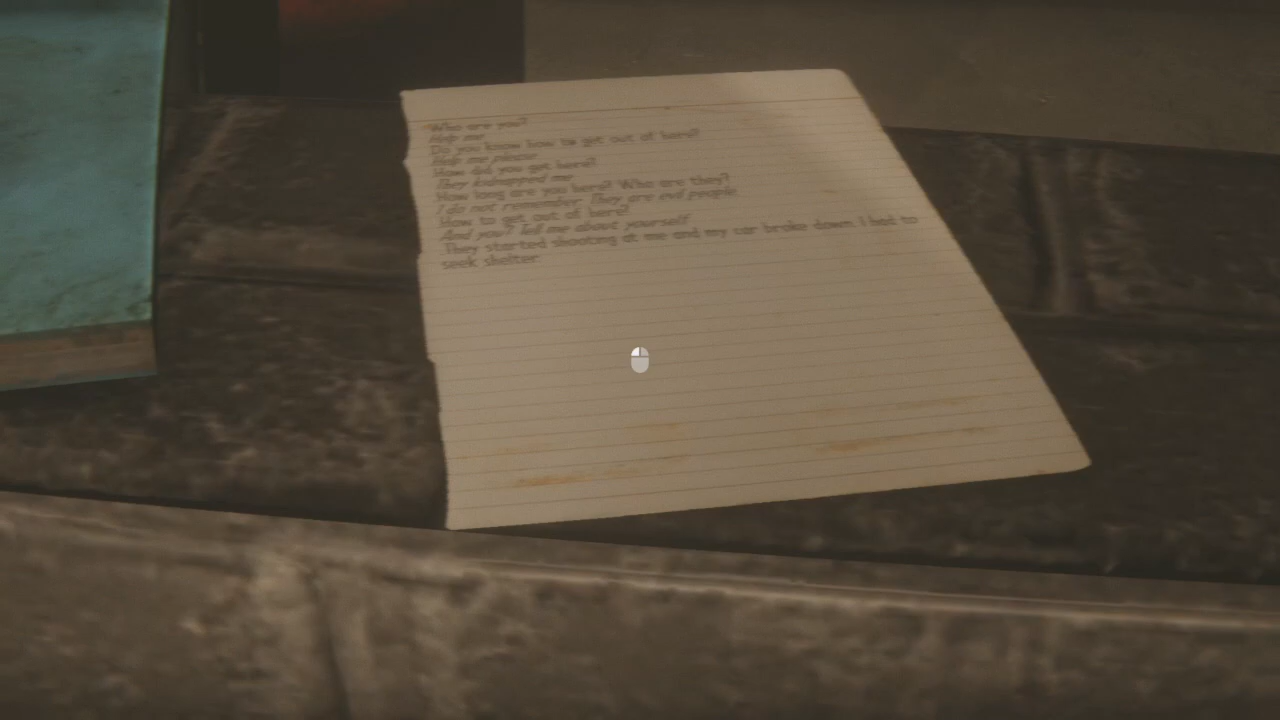 Who are you?
Help me
Do you know how to get out of here?
Help me please
How did you get here?
They kidnapped me
How long are you here? Who are they?
I do not remember. They are evil people.
How to get out of here?
And you? Tell me about yourself
They started shooting at me and my car broke down I had to
seek shelter